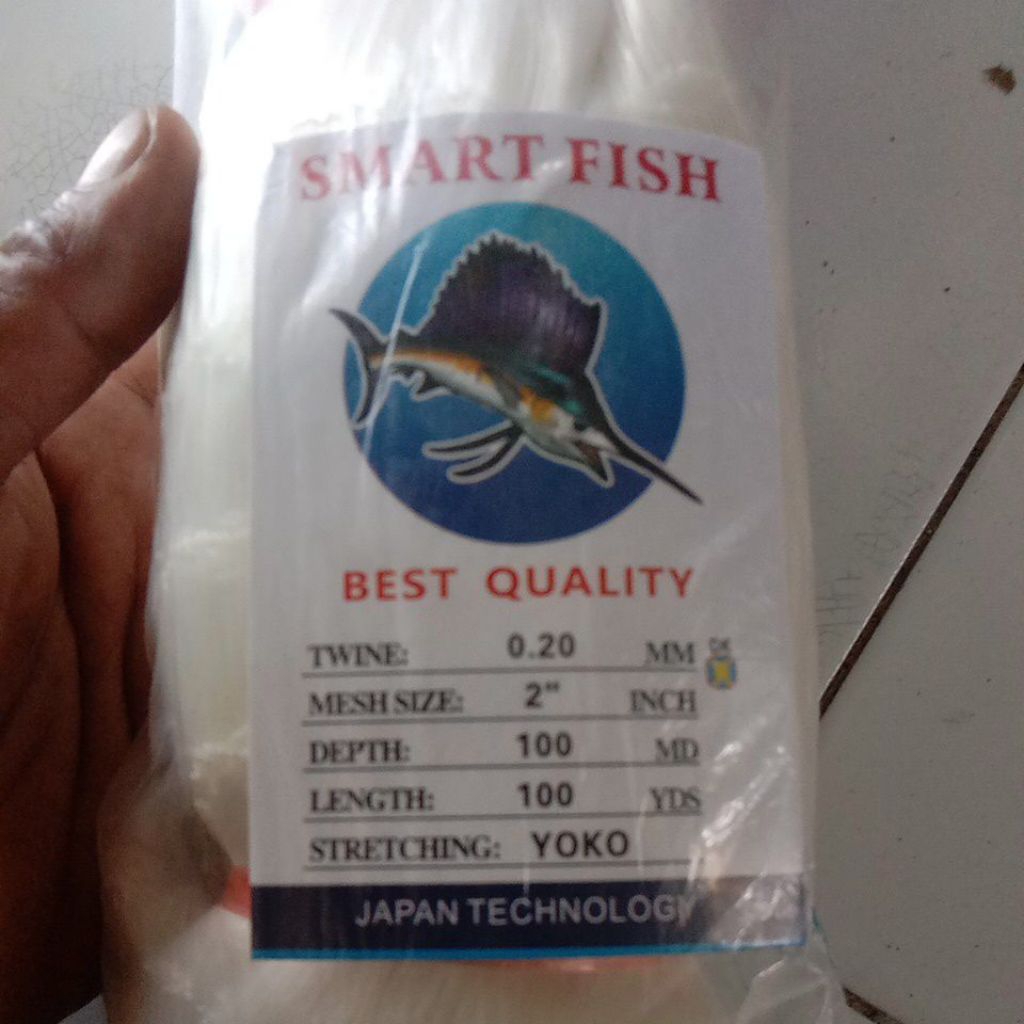 SMART FISH
BEST QUALITY
TWINE: 0.20 MM
MESH SIZE: 2" INCH
DEPTH: 100 MD
LENGTH: 100 YDS
STRETCHING: YOKO
JAPAN TECHNOLOGY